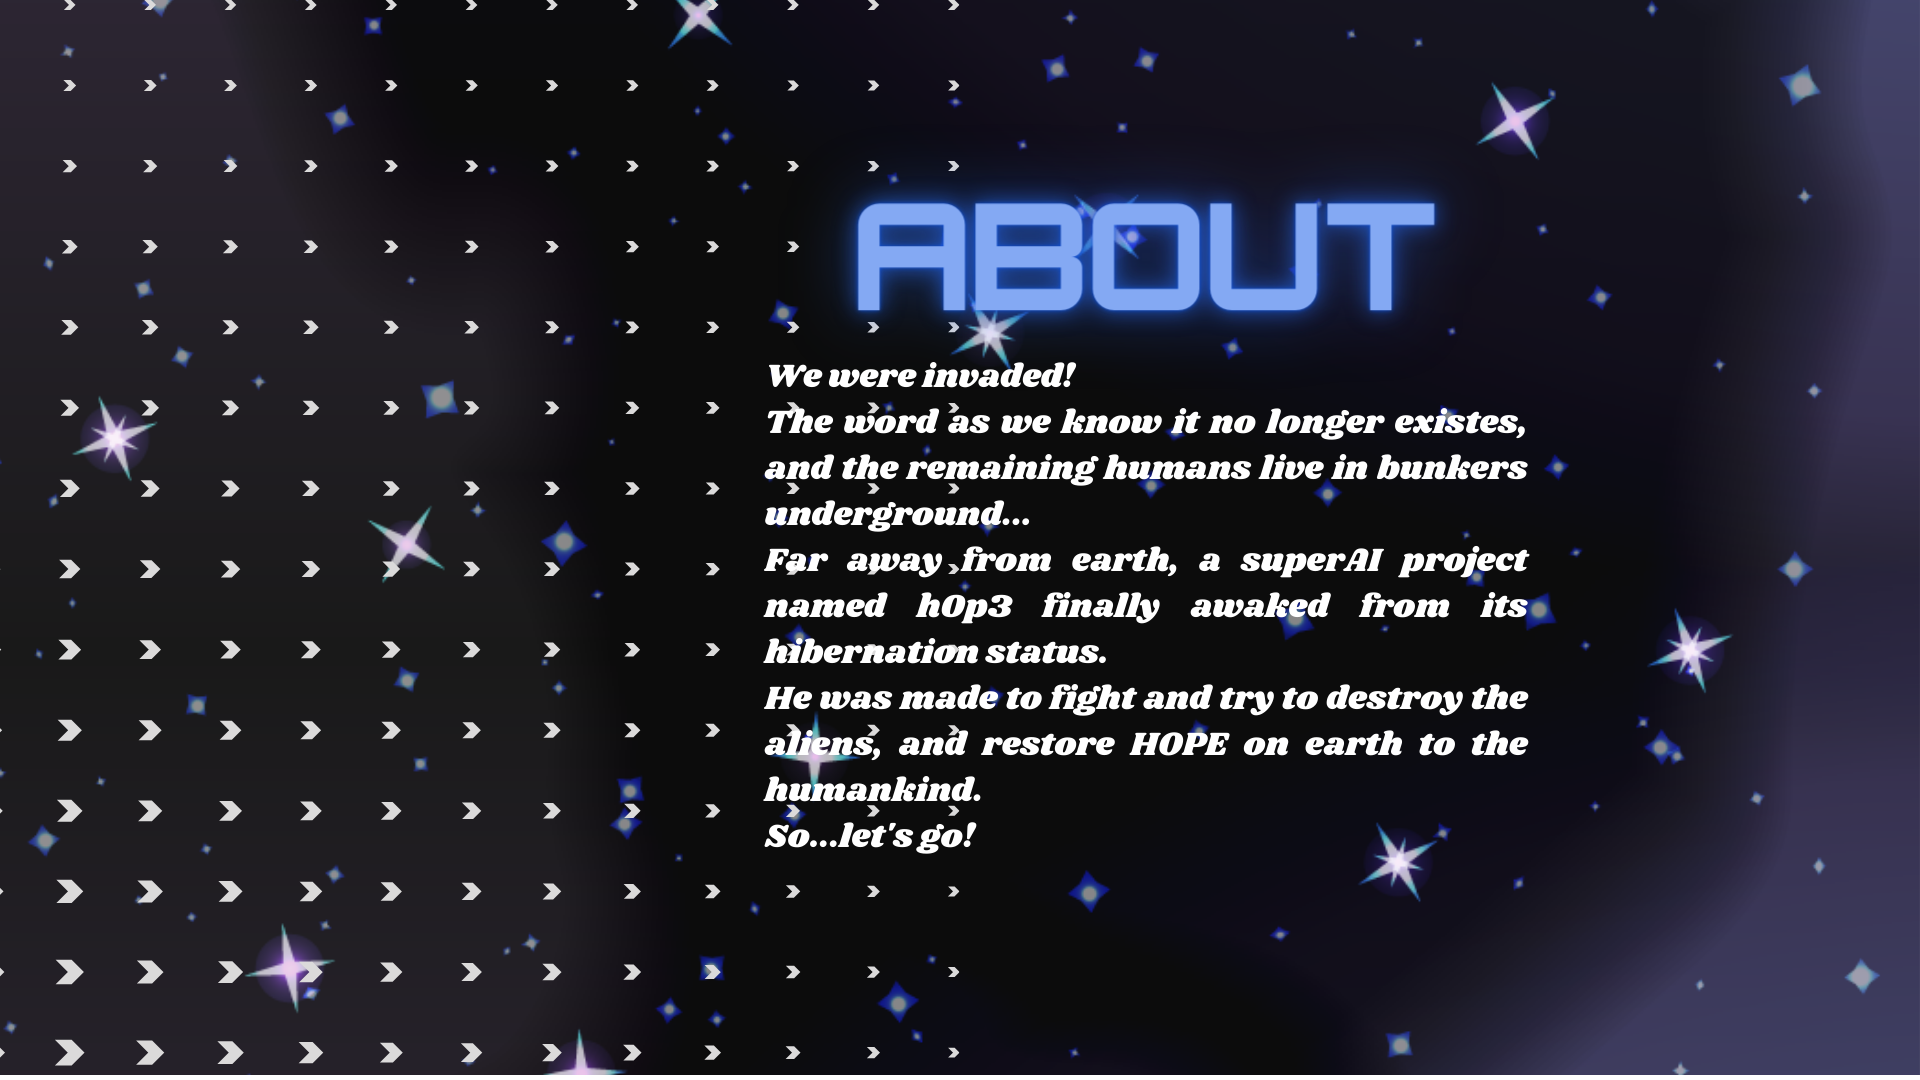 ABOUT
We were invaded!
The word as we know it no longer existes,
and the remaining humans live in bunkers
underground...
Far away from earth, a superAI project
named h0p3 finally awaked from its
hibernation status.
He was made to fight and try to destroy the
aliens, and restore HOPE on earth to the
humankind.
So...let's go!